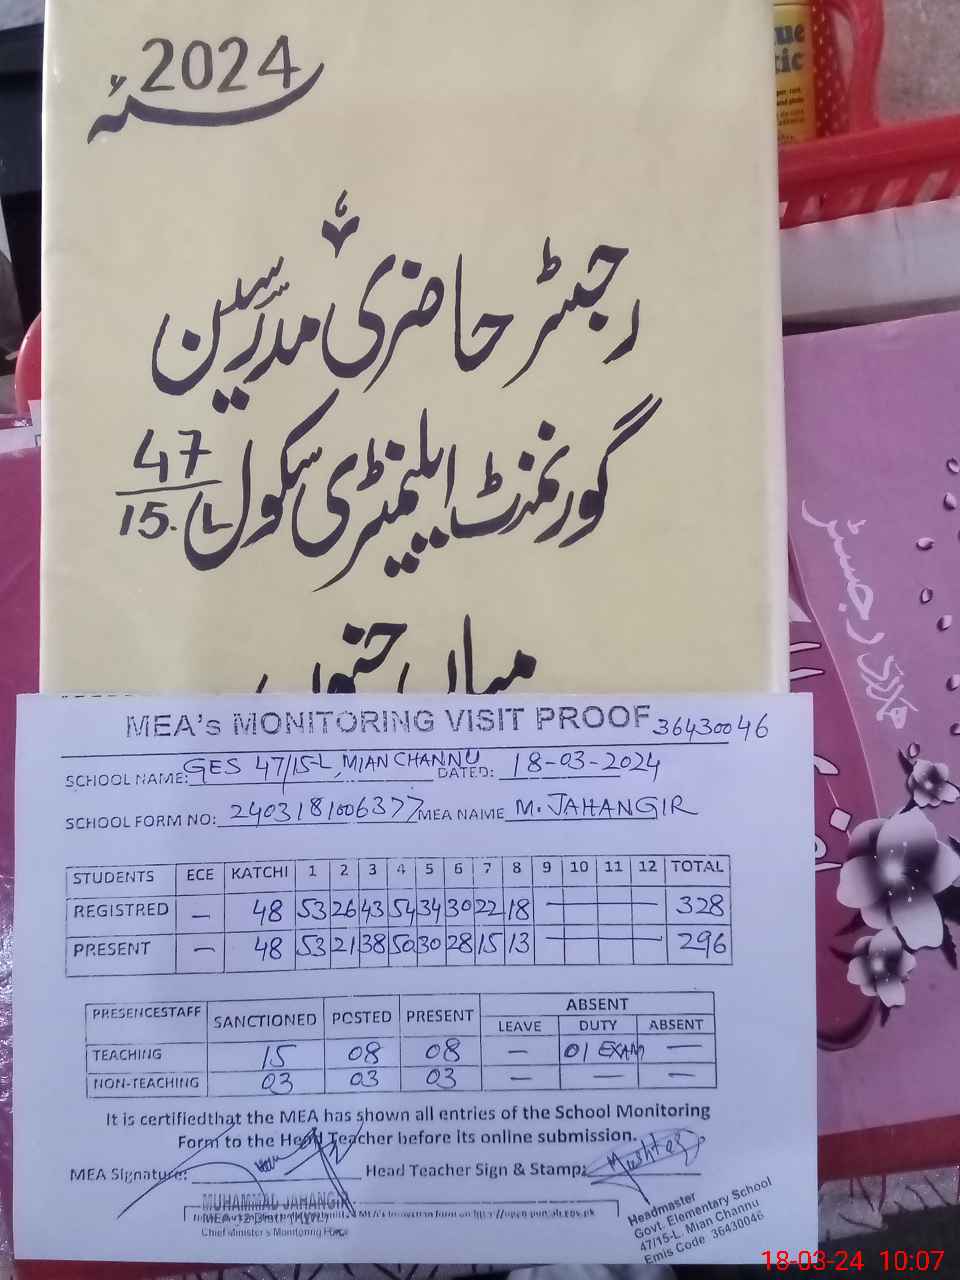 2024ء
رجسٹر حاضری مدرسین
گورنمنٹ ایلیمنٹری سکول 47/15.L
میاں چنوں
ue
tic
رجسٹر
MEA's MONITORING VISIT PROOF 36430046
SCHOOL NAME: GES 47/15-L, MIAN CHANNU DATED: 18-03-2024
SCHOOL FORM NO: 2403181006377 MEA NAME M. JAHANGIR
STUDENTS ECE KATCHI 1 2 3 4 5 6 7 8 9 10 11 12 TOTAL
REGISTRED — 48 53 26 43 54 34 30 22 18 — 328
PRESENT — 48 53 21 38 50 30 28 15 13 — 296
PRESENCESTAFF SANCTIONED POSTED PRESENT ABSENT
LEAVE DUTY ABSENT
TEACHING 15 08 08 — 01 EXAM —
NON-TEACHING 03 03 03 — — —
It is certifiedthat the MEA has shown all entries of the School Monitoring
Form to the Head Teacher before its online submission.
MEA Signature: Head Teacher Sign & Stamp: Mushtaq
MUHAMMAD JAHANGIR
Chief Minister's Monitoring Force
Headmaster
Govt. Elementary School
47/15-L. Mian Channu
Emis Code 36430046
18-03-24 10:07